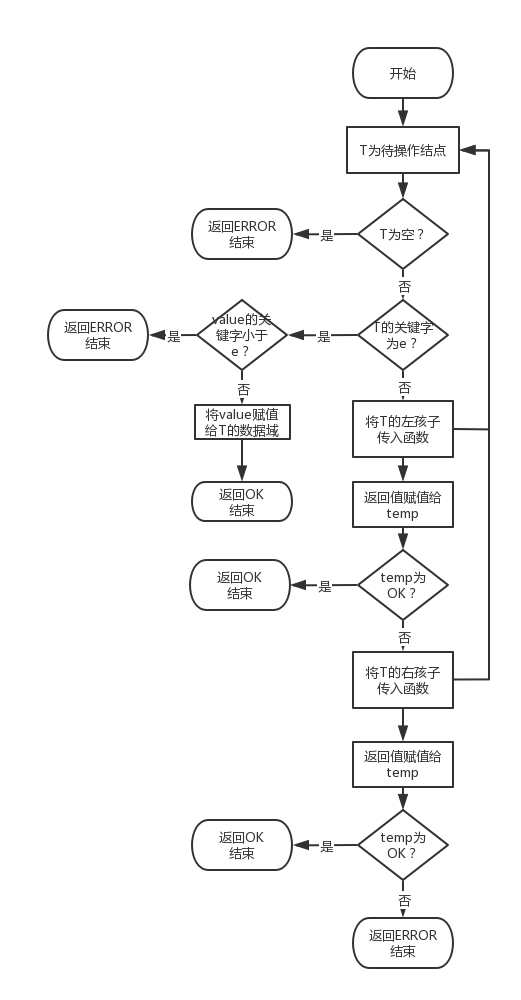 开始
T为待操作结点
T为空？
是
返回ERROR
结束
否
T的关键字
为e？
是
value的关
键字小于
e？
是
返回ERROR
结束
否
将value赋值
给T的数据域
返回OK
结束
否
将T的左孩子
传入函数
返回值赋值给
temp
temp为
OK？
是
返回OK
结束
否
将T的右孩子
传入函数
返回值赋值给
temp
temp为
OK？
是
返回OK
结束
否
返回ERROR
结束